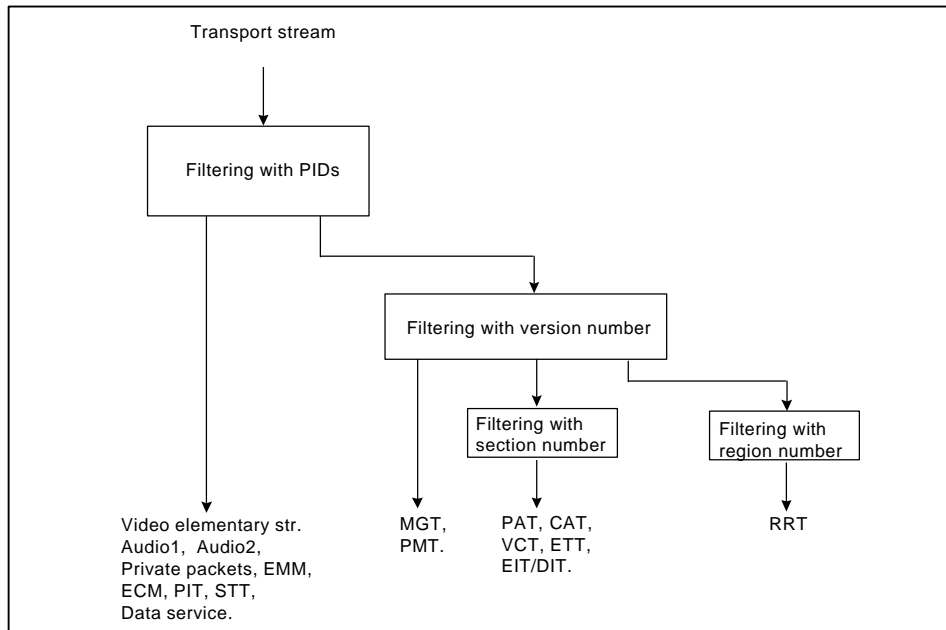 Transport stream
Filtering with PIDs
Filtering with version number
Filtering with
section number
Filtering with
region number
Video elementary str.
Audio1, Audio2,
Private packets, EMM,
ECM, PIT, STT,
Data service.
MGT,
PMT.
PAT, CAT,
VCT, ETT,
EIT/DIT.
RRT